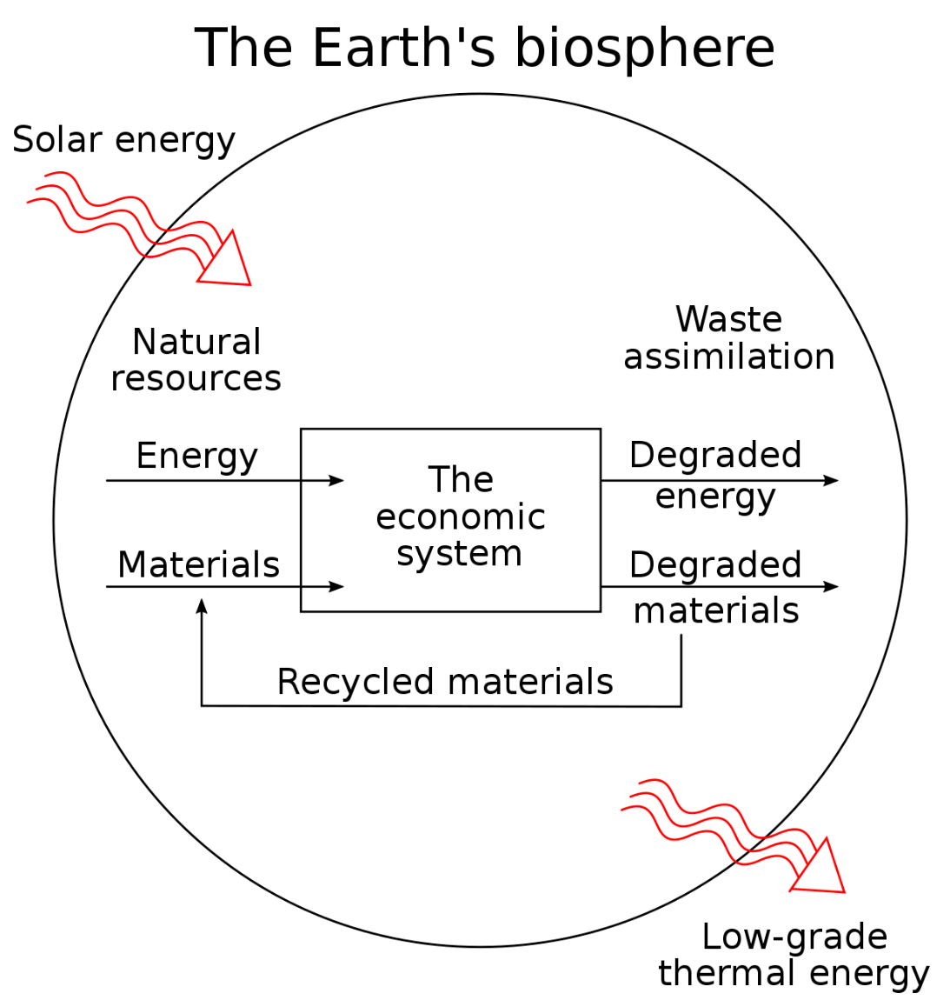 The Earth's biosphere
Solar energy
Natural
resources
Waste
assimilation
Energy
Materials
The
economic
system
Degraded
energy
Degraded
materials
Recycled materials
Low-grade
thermal energy